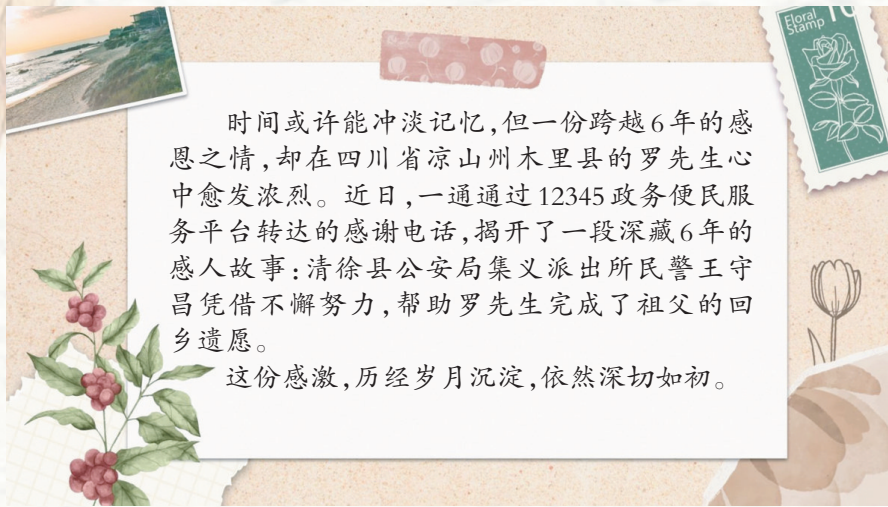 Floral
Stamp
10
时间或许能冲淡记忆,但一份跨越6年的感
恩之情,却在四川省凉山州木里县的罗先生心
中愈发浓烈。近日,一通通过12345政务便民服
务平台转达的感谢电话,揭开了一段深藏6年的
感人故事:清徐县公安局集义派出所民警王守
昌凭借不懈努力,帮助罗先生完成了祖父的回
乡遗愿。
这份感激,历经岁月沉淀,依然深切如初。